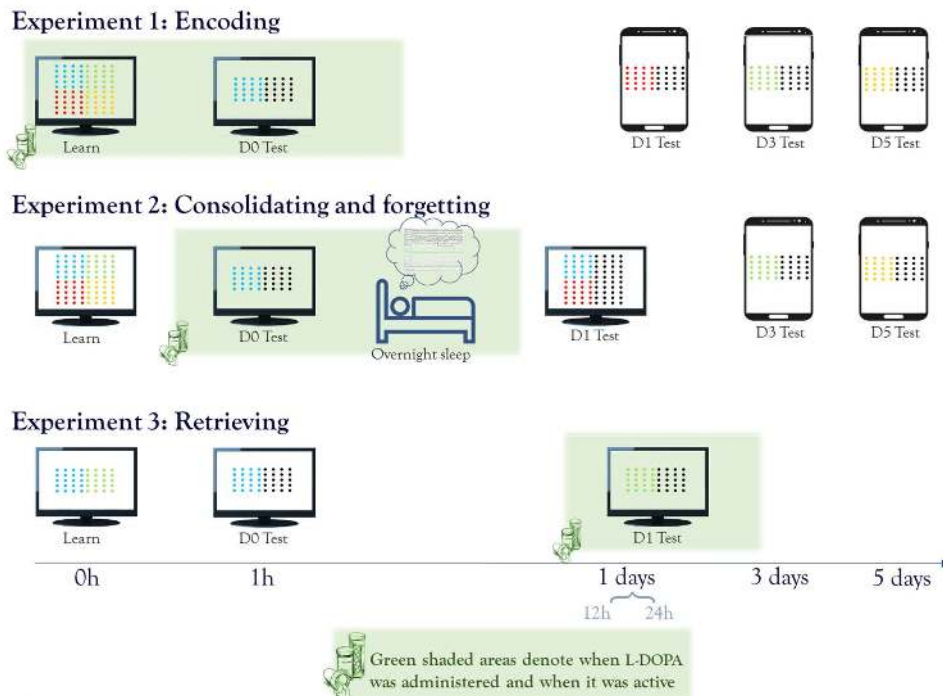 Experiment 1: Encoding
Learn
D0 Test
D1 Test
D3 Test
D5 Test
Experiment 2: Consolidating and forgetting
Learn
D0 Test
Overnight sleep
D1 Test
D3 Test
D5 Test
Experiment 3: Retrieving
Learn
D0 Test
D1 Test
0h
1h
1 days
3 days
5 days
12h
24h
Green shaded areas denote when L-DOPA
was administered and when it was active